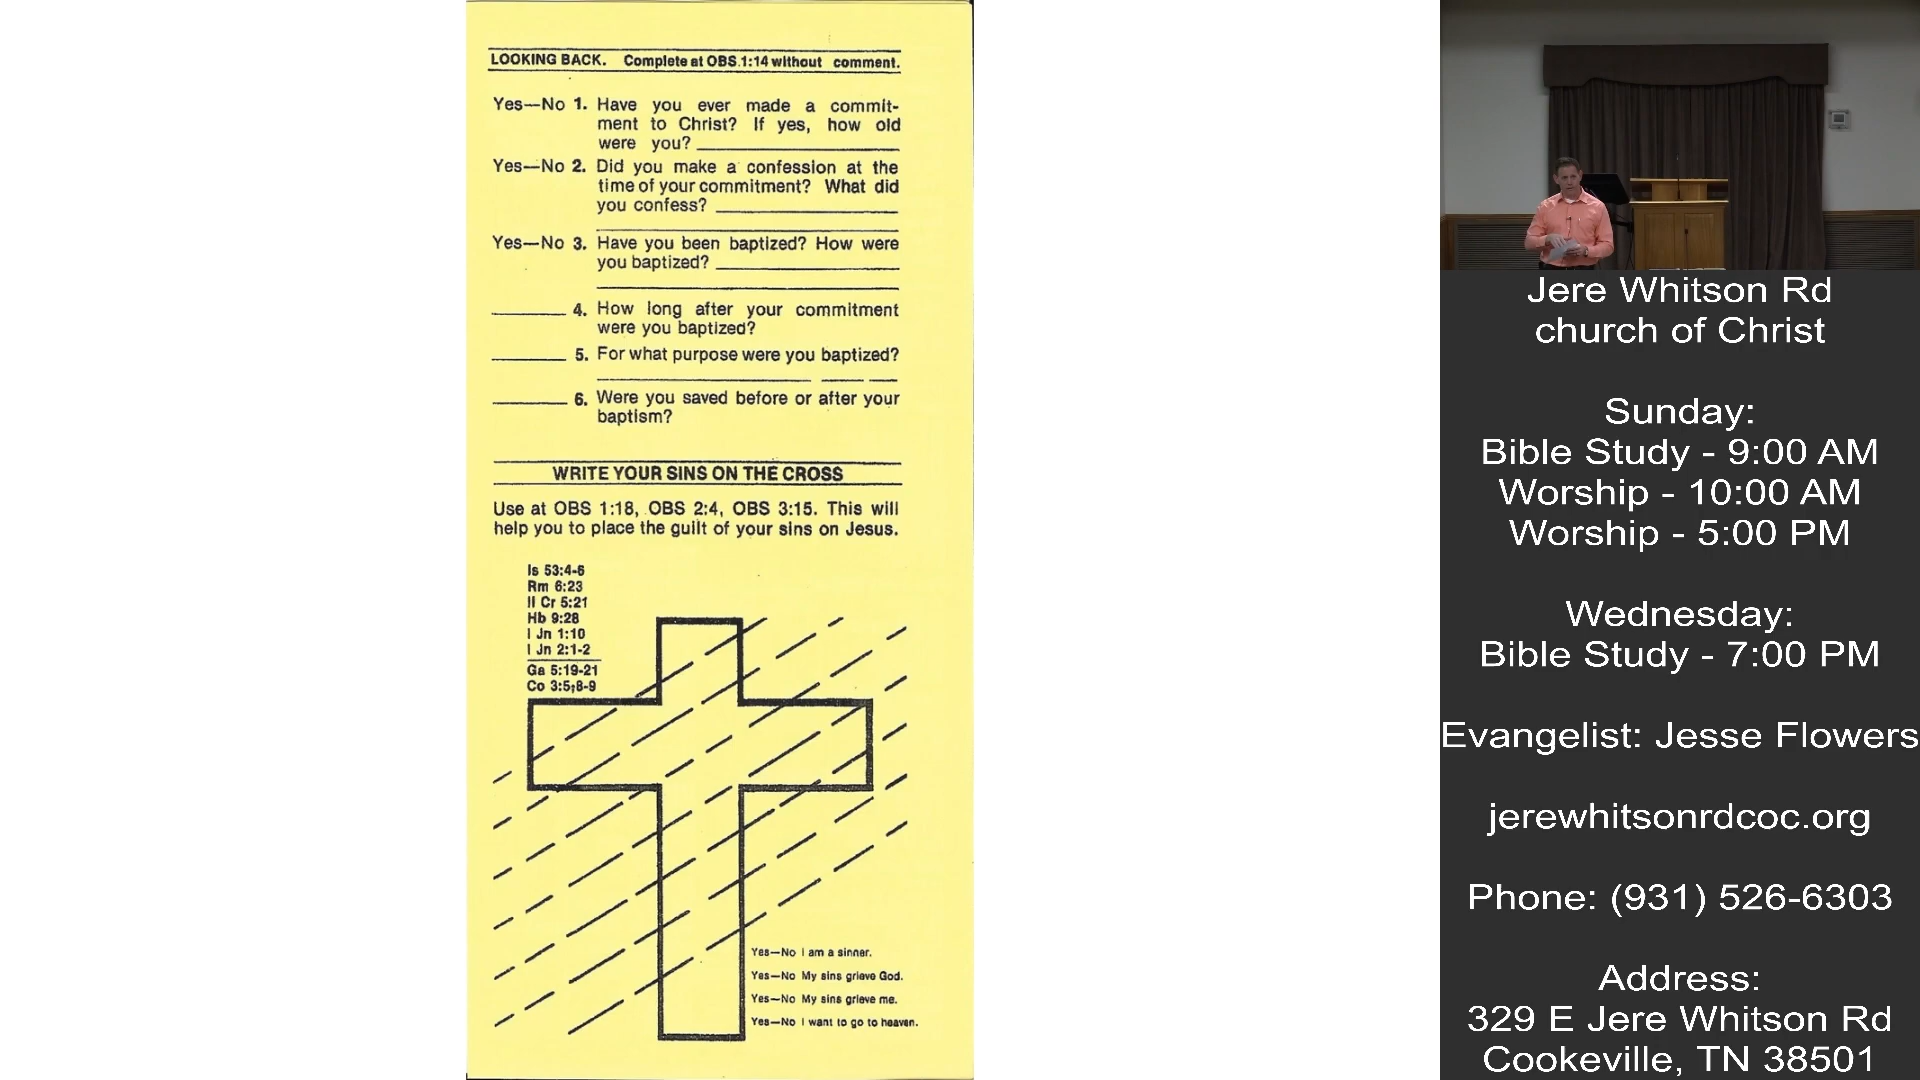 LOOKING BACK. Complete at OBS 1:14 without comment.
Yes—No 1. Have you ever made a commit-
ment to Christ? If yes, how old
were you?
Yes—No 2. Did you make a confession at the
time of your commitment? What did
you confess?
Yes—No 3. Have you been baptized? How were
you baptized?
4. How long after your commitment
were you baptized?
5. For what purpose were you baptized?
6. Were you saved before or after your
baptism?
WRITE YOUR SINS ON THE CROSS
Use at OBS 1:18, OBS 2:4, OBS 3:15. This will
help you to place the guilt of your sins on Jesus.
Is 53:4-6
Rm 6:23
II Cr 5:21
Hb 9:28
I Jn 1:10
I Jn 2:1-2
Ga 5:19-21
Co 3:5,8-9
Yes—No I am a sinner.
Yes—No My sins grieve God.
Yes—No My sins grieve me.
Yes—No I want to go to heaven.
Jere Whitson Rd
church of Christ
Sunday:
Bible Study - 9:00 AM
Worship - 10:00 AM
Worship - 5:00 PM
Wednesday:
Bible Study - 7:00 PM
Evangelist: Jesse Flowers
jerewhitsonrdcoc.org
Phone: (931) 526-6303
Address:
329 E Jere Whitson Rd
Cookeville, TN 38501